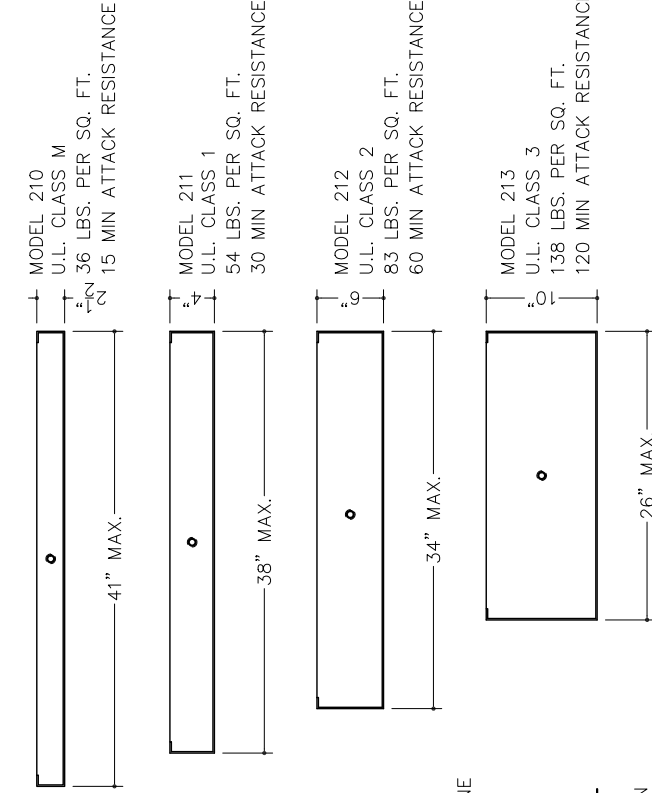 MODEL 210
U.L. CLASS M
36 LBS. PER SQ. FT.
15 MIN ATTACK RESISTANCE
2 1/2"
41" MAX.
MODEL 211
U.L. CLASS 1
54 LBS. PER SQ. FT.
30 MIN ATTACK RESISTANCE
4"
38" MAX.
MODEL 212
U.L. CLASS 2
83 LBS. PER SQ. FT.
60 MIN ATTACK RESISTANCE
6"
34" MAX.
MODEL 213
U.L. CLASS 3
138 LBS. PER SQ. FT.
120 MIN ATTACK RESISTANCE
10"
26" MAX